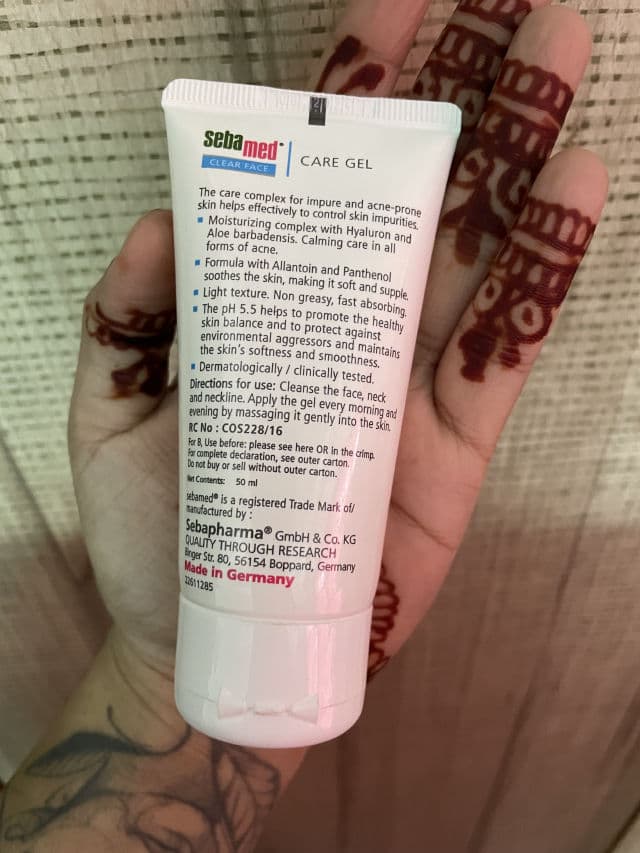 sebamed
CLEAR FACE
CARE GEL
The care complex for impure and acne-prone
skin helps effectively to control skin impurities.
Moisturizing complex with Hyaluron and
Aloe barbadensis. Calming care in all
forms of acne.
Formula with Allantoin and Panthenol
soothes the skin, making it soft and supple.
Light texture. Non greasy, fast absorbing.
The pH 5.5 helps to promote the healthy
skin balance and to protect against
environmental aggressors and maintains
the skin's softness and smoothness.
Dermatologically / clinically tested.
Directions for use: Cleanse the face, neck
and neckline. Apply the gel every morning and
evening by massaging it gently into the skin.
RC No : COS228/16
For B, Use before: please see here OR in the crimp.
For complete declaration, see outer carton.
Do not buy or sell without outer carton.
Net Contents: 50 ml
sebamed® is a registered Trade Mark of/
manufactured by :
Sebapharma® GmbH & Co. KG
QUALITY THROUGH RESEARCH
Binger Str. 80, 56154 Boppard, Germany
Made in Germany
22611285